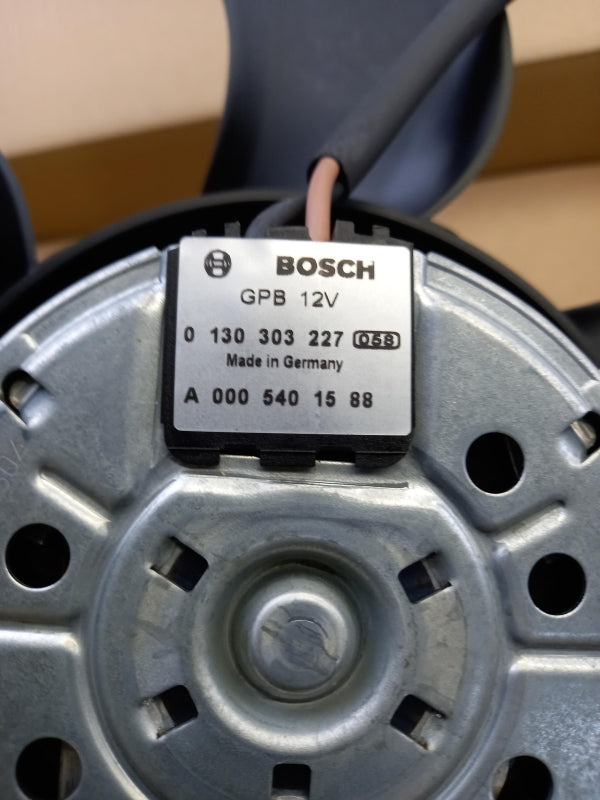 BOSCH
GPB 12V
0 130 303 227 058
Made in Germany
A 000 540 15 88